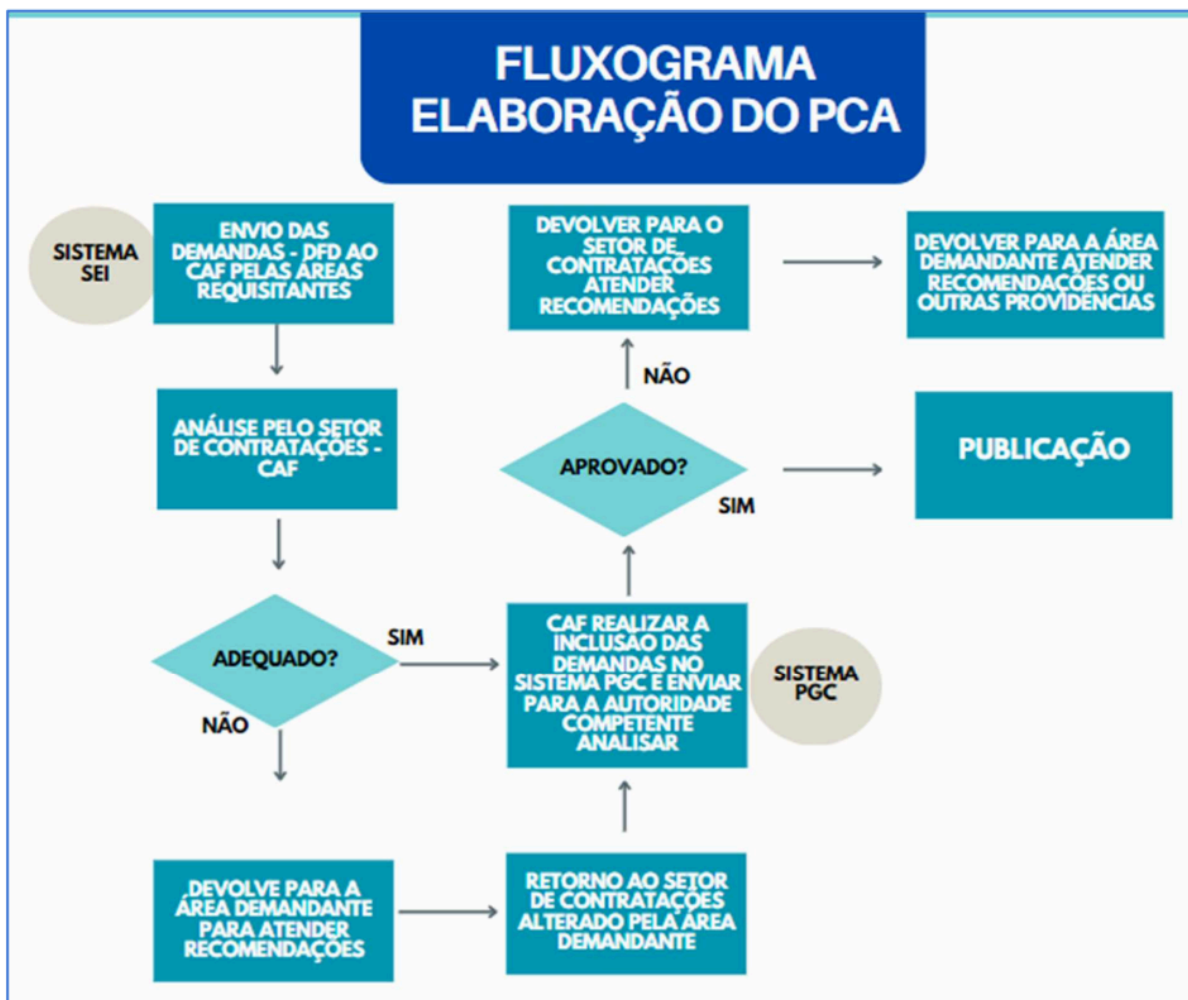 FLUXOGRAMA
ELABORAÇÃO DO PCA
SISTEMA
SEI
ENVIO DAS
DEMANDAS - DFD AO
CAF PELAS ÁREAS
REQUISITANTES
DEVOLVER PARA O
SETOR DE
CONTRATAÇÕES
ATENDER
RECOMENDAÇÕES
DEVOLVER PARA A ÁREA
DEMANDANTE ATENDER
RECOMENDAÇÕES OU
OUTRAS PROVIDÊNCIAS
NÃO
ANÁLISE PELO SETOR
DE CONTRATAÇÕES -
CAF
APROVADO?
SIM
PUBLICAÇÃO
ADEQUADO?
SIM
NÃO
CAF REALIZAR A
INCLUSÃO DAS
DEMANDAS NO
SISTEMA PGC E ENVIAR
PARA A AUTORIDADE
COMPETENTE
ANALISAR
SISTEMA
PGC
DEVOLVE PARA A
ÁREA DEMANDANTE
PARA ATENDER
RECOMENDAÇÕES
RETORNO AO SETOR
DE CONTRATAÇÕES
ALTERADO PELA ÁREA
DEMANDANTE